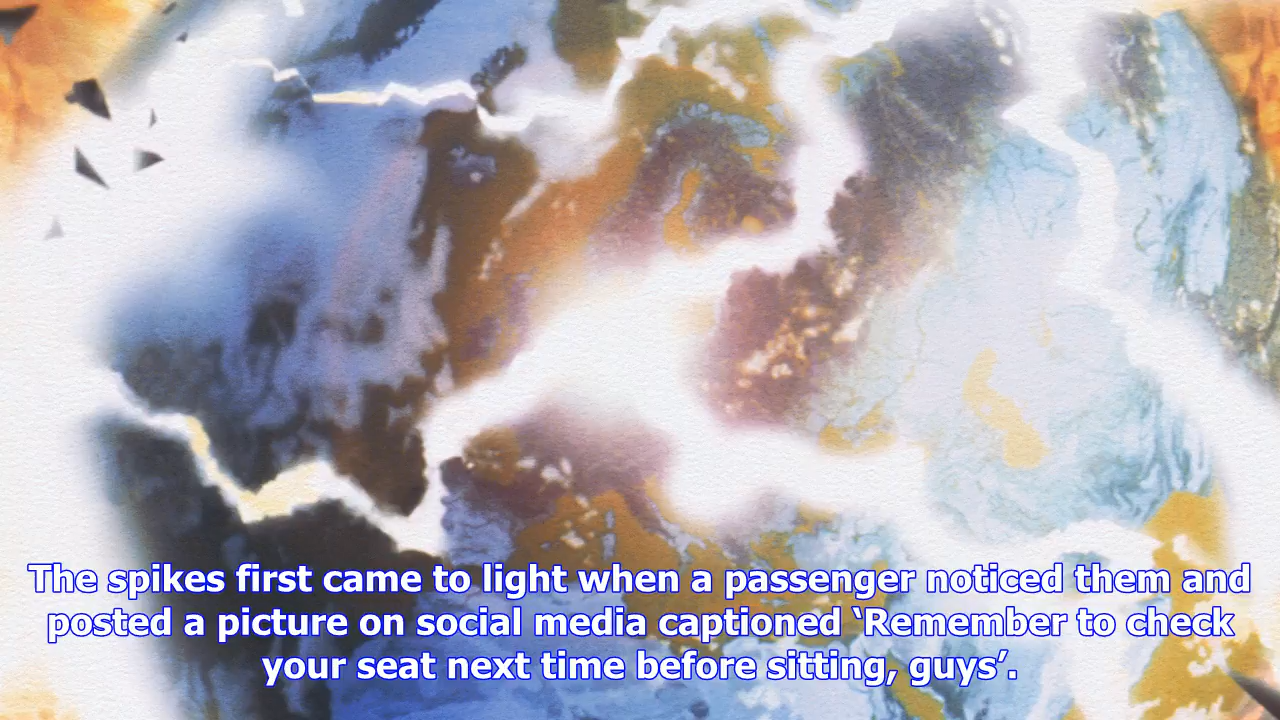 The spikes first came to light when a passenger noticed them and
posted a picture on social media captioned ‘Remember to check
your seat next time before sitting, guys’.